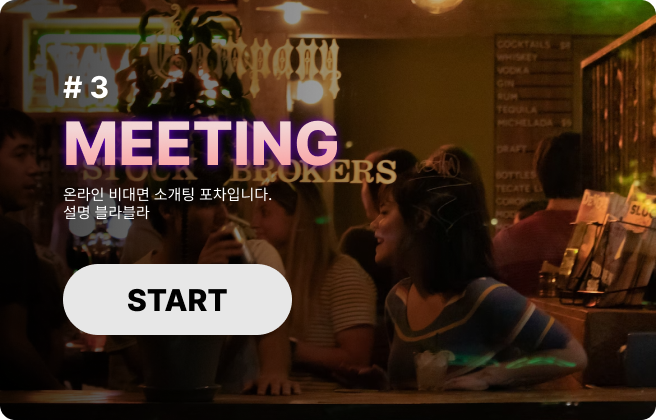 Company
# 3
MEETING
STOCK BROKERS
온라인 비대면 소개팅 포차입니다.
설명 블라블라
START
COCKTAILS
WHISKEY
VODKA
GIN
TEQUILA
MICHELADA
DRAFT
BOTTLES
TECATE